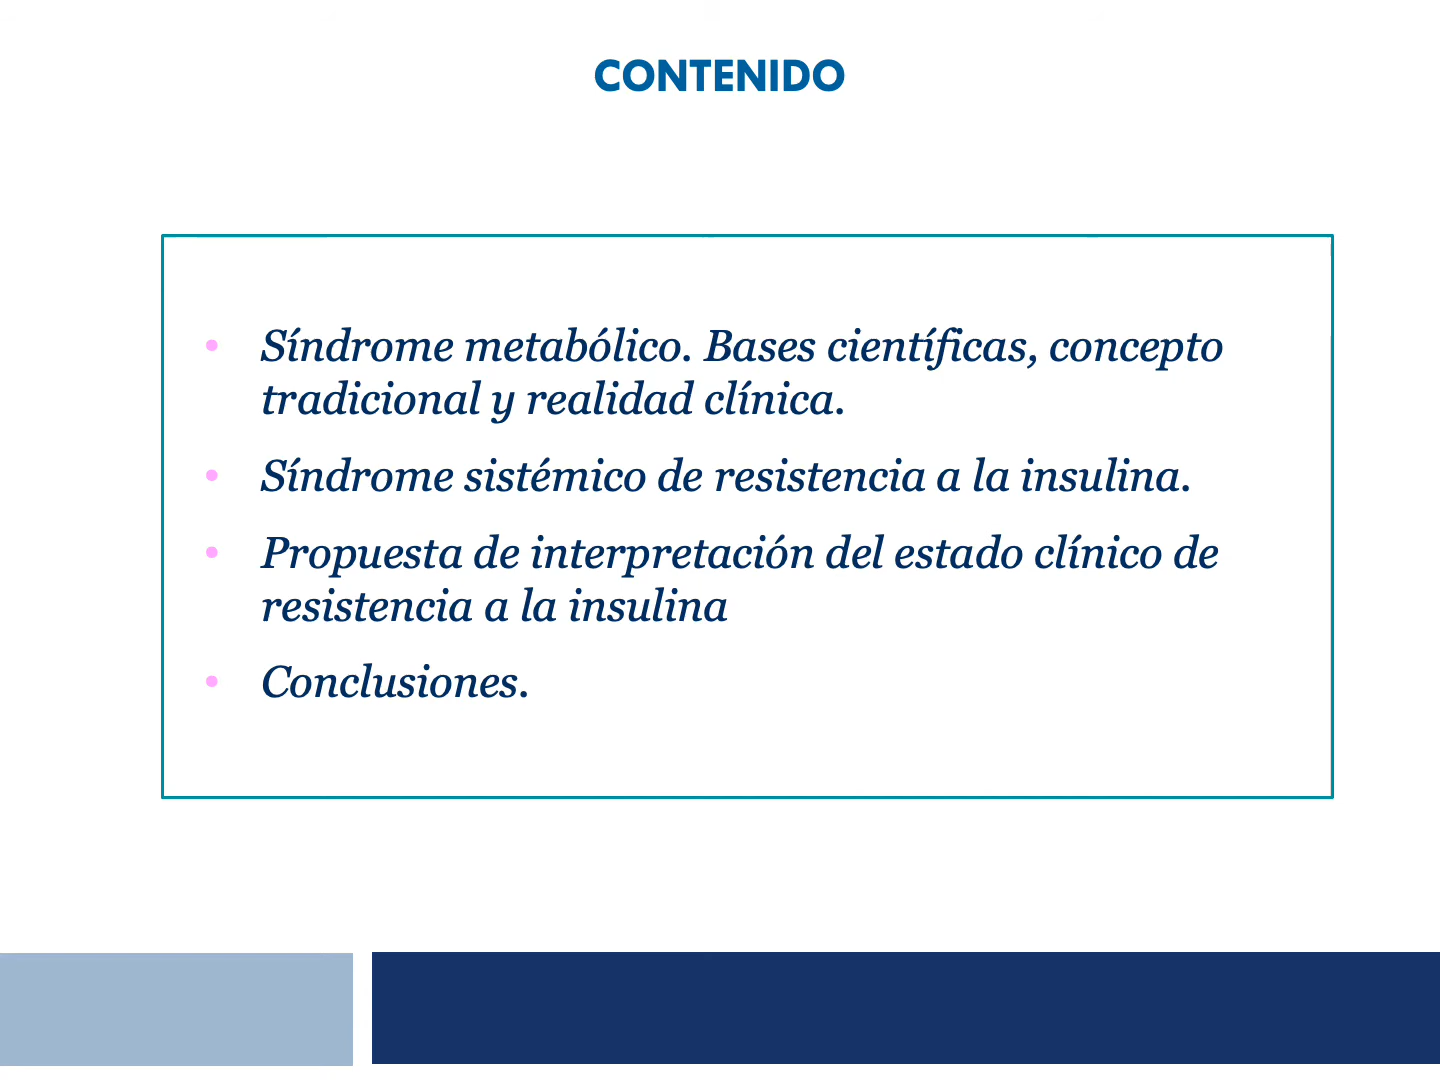 CONTENIDO
• Síndrome metabólico. Bases científicas, concepto
tradicional y realidad clínica.
• Síndrome sistémico de resistencia a la insulina.
• Propuesta de interpretación del estado clínico de
resistencia a la insulina
• Conclusiones.